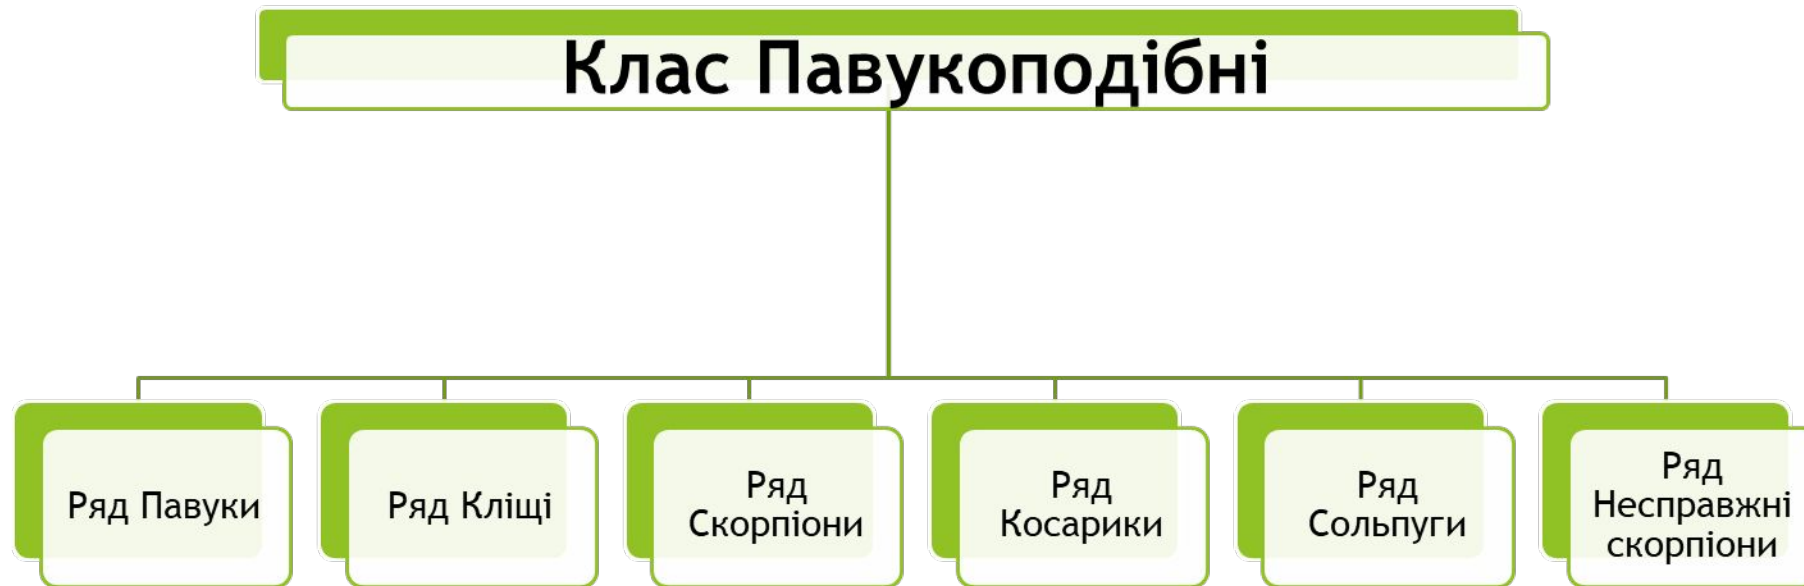 Клас Павукоподібні
Ряд Павуки
Ряд Кліщі
Ряд
Скорпіони
Ряд
Косарики
Ряд
Сольпуги
Ряд
Несправжні
скорпіони